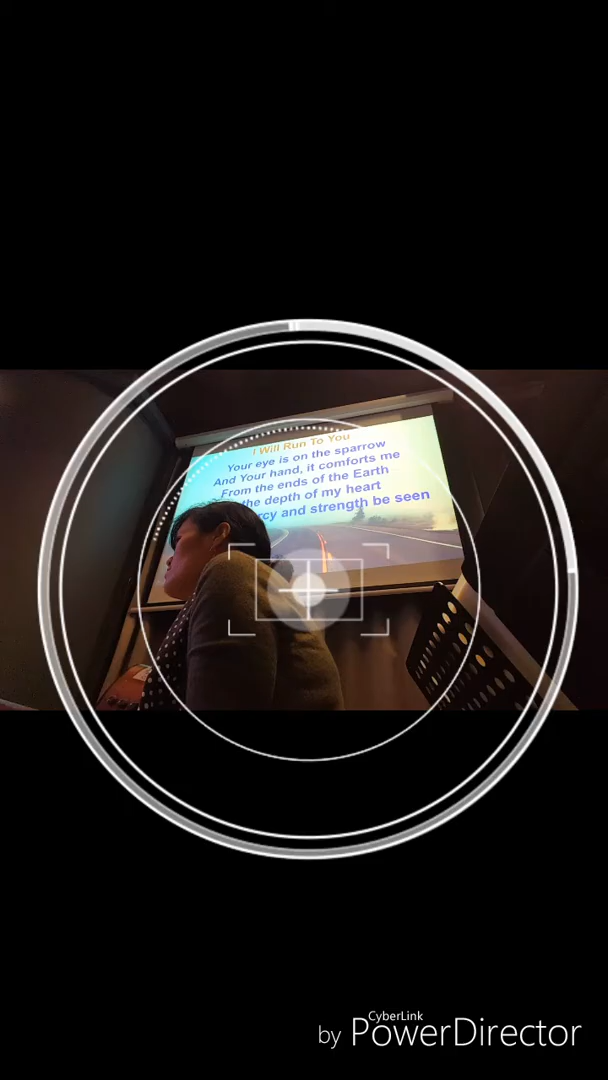 I Will Run To You
Your eye is on the sparrow
And Your hand, it comforts me
From the ends of the Earth
the depth of my heart
and strength be seen
CyberLink
by PowerDirector